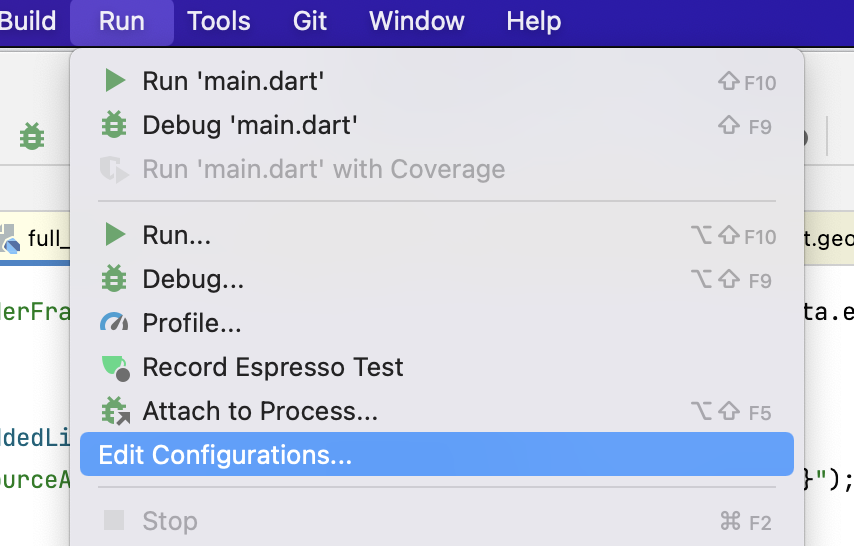 Build Run Tools Git Window Help
Run 'main.dart' ⇧F10
Debug 'main.dart' ⇧ F9
Run 'main.dart' with Coverage
Run... ⌥⇧F10
full_
t.geo
Debug... ⌥⇧ F9
derFra
ta.e
Profile...
Record Espresso Test
Attach to Process... ⌥⇧ F5
ddedLi
Edit Configurations...
ourceA
}");
Stop ⌘ F2